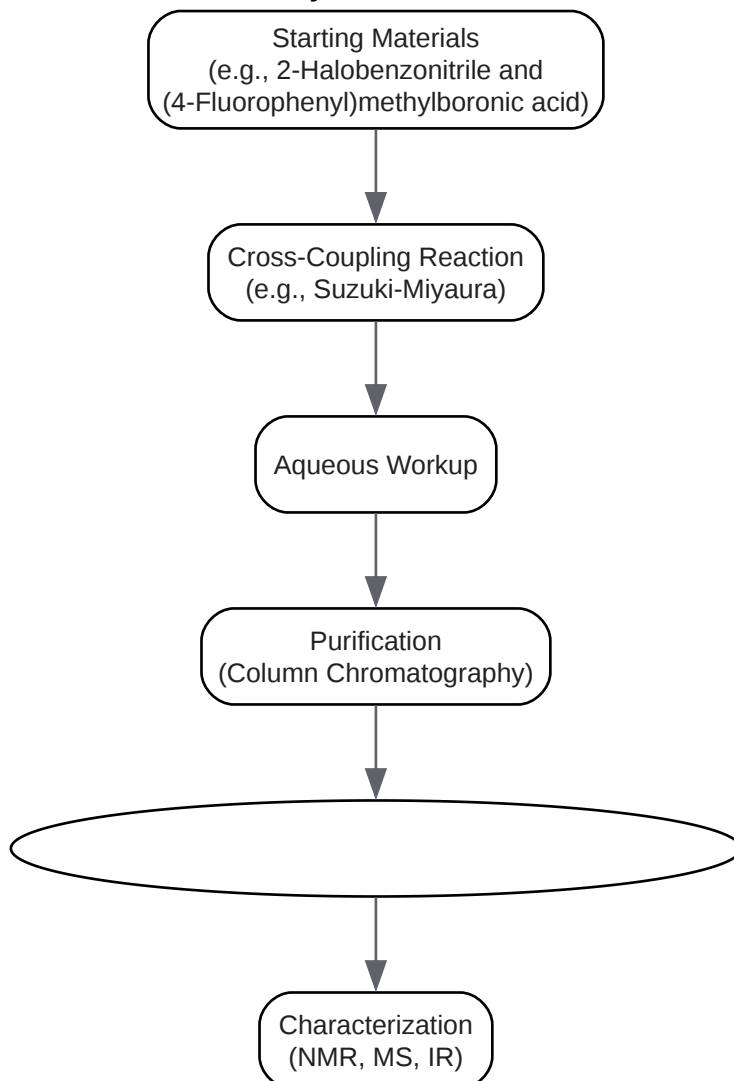 Starting Materials
(e.g., 2-Halobenzonitrile and
(4-Fluorophenyl)methylboronic acid)
Cross-Coupling Reaction
(e.g., Suzuki-Miyaura)
Aqueous Workup
Purification
(Column Chromatography)
Characterization
(NMR, MS, IR)